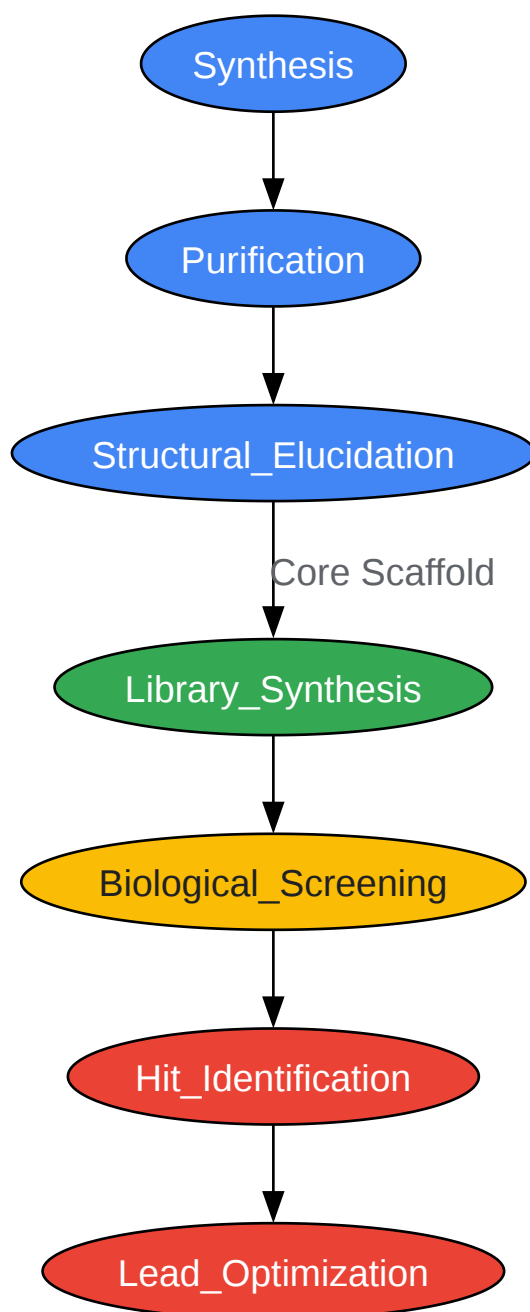 Synthesis
Purification
Structural_Elucidation
Core Scaffold
Library_Synthesis
Biological_Screening
Hit_Identification
Lead_Optimization